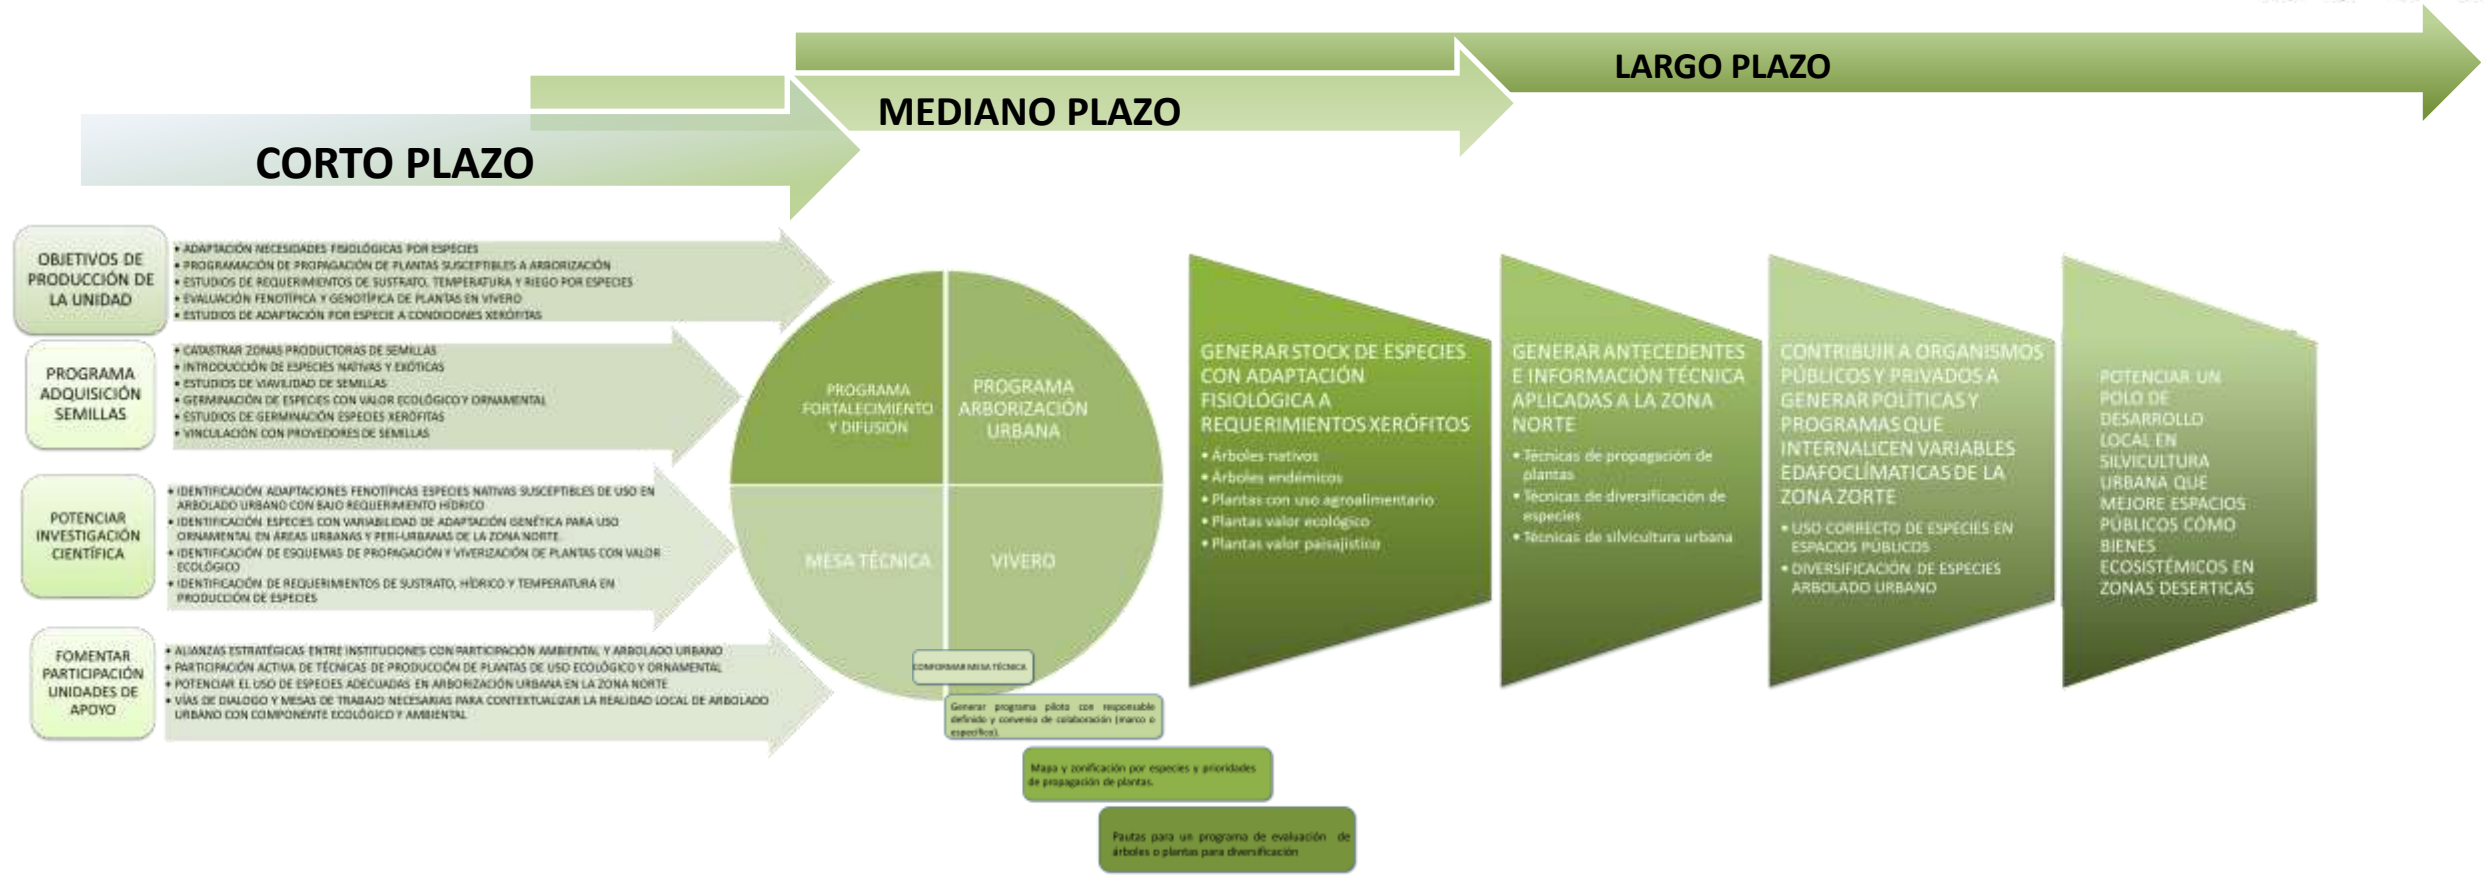 LARGO PLAZO
MEDIANO PLAZO
CORTO PLAZO
OBJETIVOS DE
PRODUCCIÓN DE
LA UNIDAD
• ADAPTACIÓN NECESIDADES FISIOLÓGICAS POR ESPECIES
• PROGRAMACIÓN DE PROPAGACIÓN DE PLANTAS SUSCEPTIBLES A ARBORIZACIÓN
• ESTUDIOS DE REQUERIMIENTOS DE SUSTRATO, TEMPERATURA Y RIEGO POR ESPECIES
• EVALUACIÓN FENOTÍPICA Y GENOTÍPICA DE PLANTAS EN VIVERO
• ESTUDIOS DE ADAPTACIÓN POR ESPECIE A CONDICIONES XERÓFITAS
PROGRAMA
ADQUISICIÓN
SEMILLAS
• CATASTRAR ZONAS PRODUCTORAS DE SEMILLAS
• INTRODUCCIÓN DE ESPECIES NATIVAS Y EXÓTICAS
• ESTUDIOS DE VIAVILIDAD DE SEMILLAS
• GERMINACIÓN DE ESPECIES CON VALOR ECOLÓGICO Y ORNAMENTAL
• ESTUDIOS DE GERMINACIÓN ESPECIES XERÓFITAS
• VINCULACIÓN CON PROVEDORES DE SEMILLAS
POTENCIAR
INVESTIGACIÓN
CIENTÍFICA
• IDENTIFICACIÓN ADAPTACIONES FENOTÍPICAS ESPECIES NATIVAS SUSCEPTIBLES DE USO EN
ARBOLADO URBANO CON BAJO REQUERIMIENTO HÍDRICO
• IDENTIFICACIÓN ESPECIES CON VARIABILIDAD DE ADAPTACIÓN GENÉTICA PARA USO
ORNAMENTAL EN ÁREAS URBANAS Y PERI-URBANAS DE LA ZONA NORTE.
• IDENTIFICACIÓN DE ESQUEMAS DE PROPAGACIÓN Y VIVERIZACIÓN DE PLANTAS CON VALOR
ECOLÓGICO
• IDENTIFICACIÓN DE REQUERIMIENTOS DE SUSTRATO, HÍDRICO Y TEMPERATURA EN
PRODUCCIÓN DE ESPECIES
FOMENTAR
PARTICIPACIÓN
UNIDADES DE
APOYO
• ALIANZAS ESTRATÉGICAS ENTRE INSTITUCIONES CON PARTICIPACIÓN AMBIENTAL Y ARBOLADO URBANO
• PARTICIPACIÓN ACTIVA DE TÉCNICAS DE PRODUCCIÓN DE PLANTAS DE USO ECOLÓGICO Y ORNAMENTAL
• POTENCIAR EL USO DE ESPECIES ADECUADAS EN ARBORIZACIÓN URBANA EN LA ZONA NORTE
• VÍAS DE DIALOGO Y MESAS DE TRABAJO NECESARIAS PARA CONTEXTUALIZAR LA REALIDAD LOCAL DE ARBOLADO
URBANO CON COMPONENTE ECOLÓGICO Y AMBIENTAL
PROGRAMA
FORTALECIMIENTO
Y DIFUSIÓN
PROGRAMA
ARBORIZACIÓN
URBANA
MESA TÉCNICA
VIVERO
CONFORMAR MESA TÉCNICA
Generar programa piloto con responsable
definido y convenio de colaboración (marco o
específico).
Mapa y zonificación por especies y prioridades
de propagación de plantas.
Pautas para un programa de evaluación de
árboles o plantas para diversificación
GENERAR STOCK DE ESPECIES
CON ADAPTACIÓN
FISIOLÓGICA A
REQUERIMIENTOS XERÓFITOS
• Árboles nativos
• Árboles endémicos
• Plantas con uso agroalimentario
• Plantas valor ecológico
• Plantas valor paisajístico
GENERAR ANTECEDENTES
E INFORMACIÓN TÉCNICA
APLICADAS A LA ZONA
NORTE
• Técnicas de propagación de
plantas
• Técnicas de diversificación de
especies
• Técnicas de silvicultura urbana
CONTRIBUIR A ORGANISMOS
PÚBLICOS Y PRIVADOS A
GENERAR POLÍTICAS Y
PROGRAMAS QUE
INTERNALICEN VARIABLES
EDAFOCLÍMATICAS DE LA
ZONA ZORTE
• USO CORRECTO DE ESPECIES EN
ESPACIOS PÚBLICOS
• DIVERSIFICACIÓN DE ESPECIES
ARBOLADO URBANO
POTENCIAR UN
POLO DE
DESARROLLO
LOCAL EN
SILVICULTURA
URBANA QUE
MEJORE ESPACIOS
PÚBLICOS CÓMO
BIENES
ECOSISTÉMICOS EN
ZONAS DESERTICAS